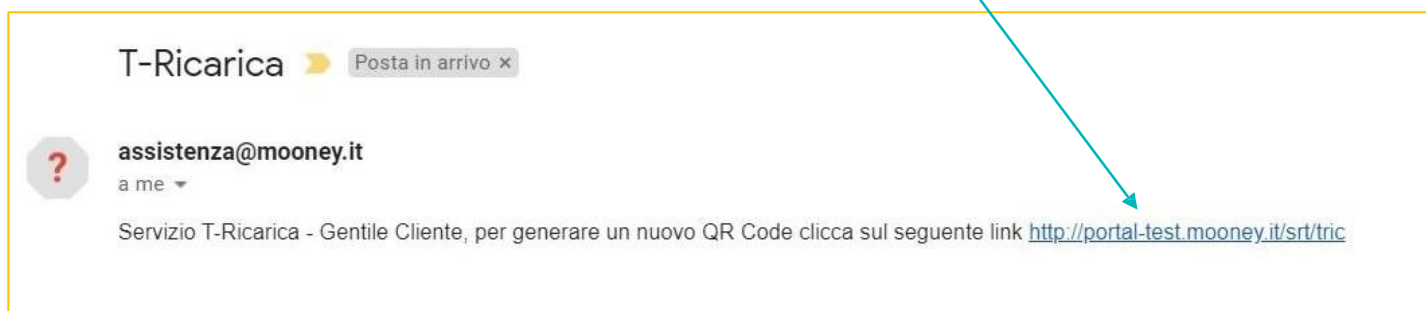 T-Ricarica
Posta in arrivo ×
?
assistenza@mooney.it
a me
Servizio T-Ricarica - Gentile Cliente, per generare un nuovo QR Code clicca sul seguente link http://portal-test.mooney.it/srt/tric